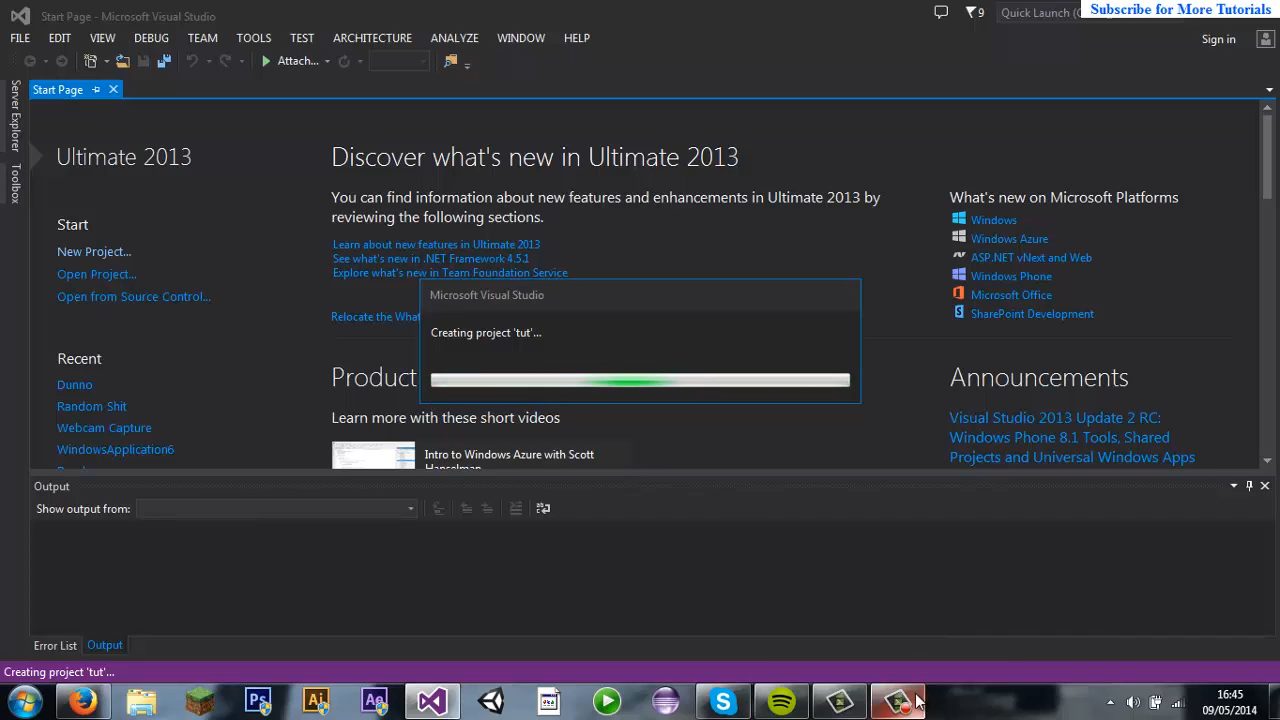 Start Page - Microsoft Visual Studio
9
Quick Launch (
Subscribe for More Tutorials
FILE EDIT VIEW DEBUG TEAM TOOLS TEST ARCHITECTURE ANALYZE WINDOW HELP
Sign in
Attach...
Start Page
Server Explorer
Toolbox
Ultimate 2013
Start
New Project...
Open Project...
Open from Source Control...
Recent
Dunno
Random Shit
Webcam Capture
WindowsApplication6
Discover what's new in Ultimate 2013
You can find information about new features and enhancements in Ultimate 2013 by
reviewing the following sections.
Learn about new features in Ultimate 2013
See what's new in .NET Framework 4.5.1
Explore what's new in Team Foundation Service
Relocate the What
Microsoft Visual Studio
Creating project 'tut'...
Product
Learn more with these short videos
Intro to Windows Azure with Scott
Hanselman
What's new on Microsoft Platforms
Windows
Windows Azure
ASP.NET vNext and Web
Windows Phone
Microsoft Office
SharePoint Development
Announcements
Visual Studio 2013 Update 2 RC:
Windows Phone 8.1 Tools, Shared
Projects and Universal Windows Apps
Output
Show output from:
Error List Output
Creating project 'tut'...
Ps
Ai
Ae
16:45
09/05/2014